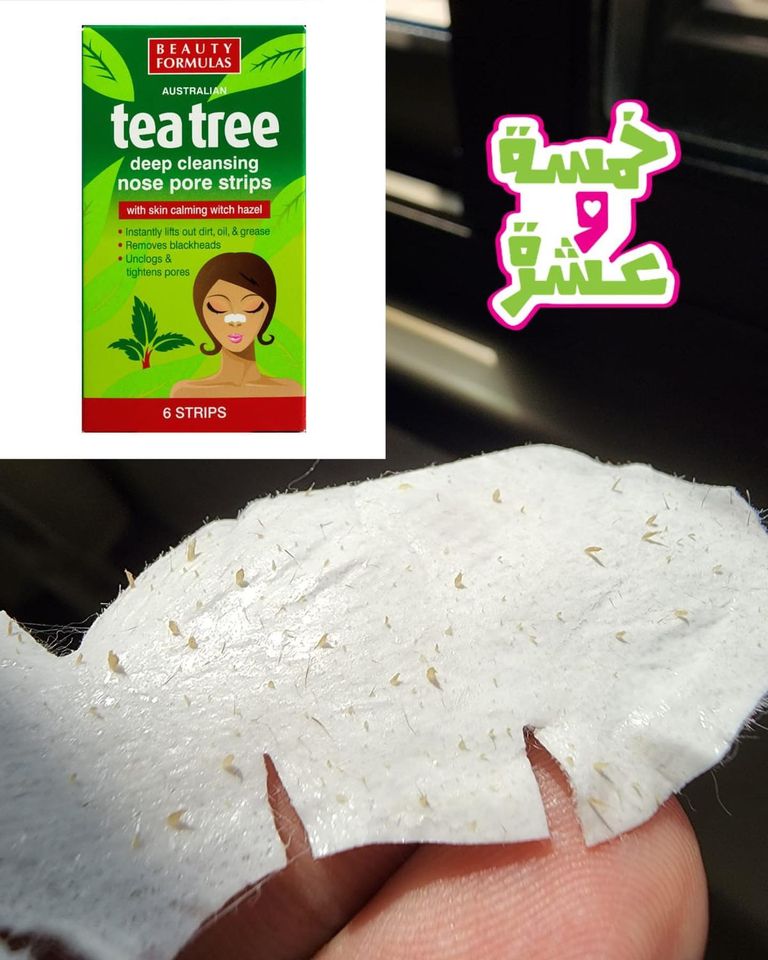 BEAUTY
FORMULAS
AUSTRALIAN
tea tree
deep cleansing
nose pore strips
with skin calming witch hazel
• Instantly lifts out dirt, oil, & grease
• Removes blackheads
• Unclogs &
tightens pores
6 STRIPS
خمسة
و
عشرة